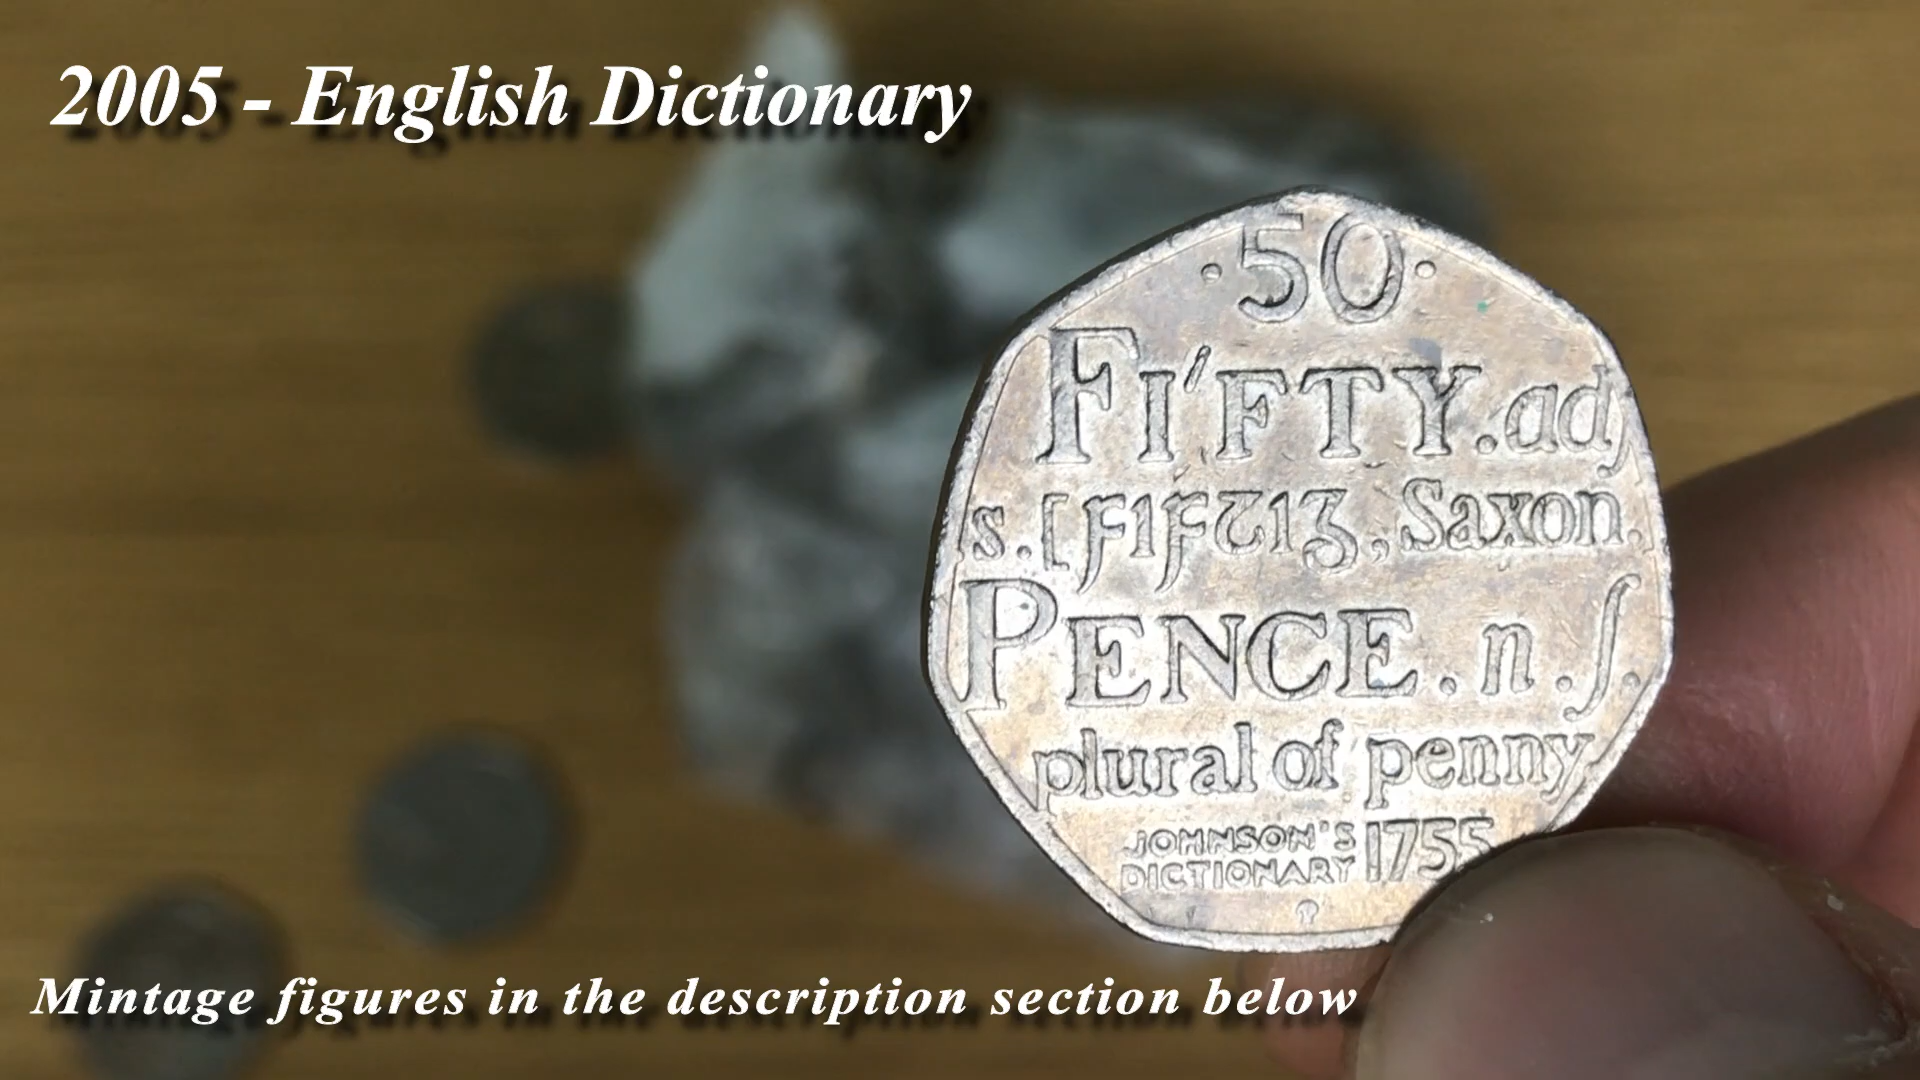 2005 - English Dictionary
·50·
FI'FTY.adj
s.[ꝼıꝼꞇıᵹ, Saxon.]
PENCE.n.ſ.
plural of penny
JOHNSON'S
DICTIONARY 1755
Mintage figures in the description section below